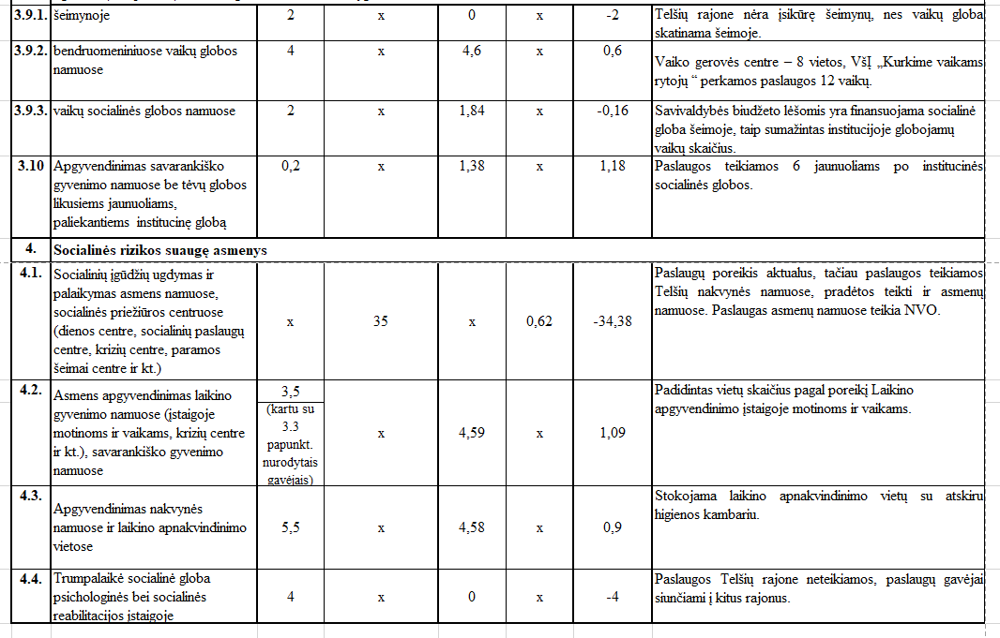 3.9.1. šeimynoje 2 x 0 x -2 Telšių rajone nėra įsikūrę šeimynų, nes vaikų globa
skatinama šeimoje.
3.9.2. bendruomeniniuose vaikų globos
namuose
4 x 4,6 x 0,6
Vaiko gerovės centre – 8 vietos, VšĮ „Kurkime vaikams
rytojų “ perkamos paslaugos 12 vaikų.
3.9.3. vaikų socialinės globos namuose 2 x 1,84 x -0,16 Savivaldybės biudžeto lėšomis yra finansuojama socialinė
globa šeimoje, taip sumažintas institucijoje globojamų
vaikų skaičius.
3.10 Apgyvendinimas savarankiško
gyvenimo namuose be tėvų globos
likusiems jaunuoliams,
paliekantiems institucinę globą
0,2 x 1,38 x 1,18 Paslaugos teikiamos 6 jaunuoliams po institucinės
socialinės globos.
4. Socialinės rizikos suaugę asmenys
4.1. Socialinių įgūdžių ugdymas ir
palaikymas asmens namuose,
socialinės priežiūros centruose
(dienos centre, socialinių paslaugų
centre, krizių centre, paramos
šeimai centre ir kt.)
x 35 x 0,62 -34,38
Paslaugų poreikis aktualus, tačiau paslaugos teikiamos
Telšių nakvynės namuose, pradėtos teikti ir asmenų
namuose. Paslaugas asmenų namuose teikia NVO.
4.2. Asmens apgyvendinimas laikino
gyvenimo namuose (įstaigoje
motinoms ir vaikams, krizių centre
ir kt.), savarankiško gyvenimo
namuose
3,5
(kartu su
3.3
papunkt.
nurodytais
gavėjais)
x 4,59 x 1,09
Padidintas vietų skaičius pagal poreikį Laikino
apgyvendinimo įstaigoje motinoms ir vaikams.
4.3.
Apgyvendinimas nakvynės
namuose ir laikino apnakvindinimo
vietose
5,5 x 4,58 x 0,9
Stokojama laikino apnakvindinimo vietų su atskiru
higienos kambariu.
4.4. Trumpalaikė socialinė globa
psichologinės bei socialinės
reabilitacijos įstaigoje
4 x 0 x -4
Paslaugos Telšių rajone neteikiamos, paslaugų gavėjai
siunčiami į kitus rajonus.